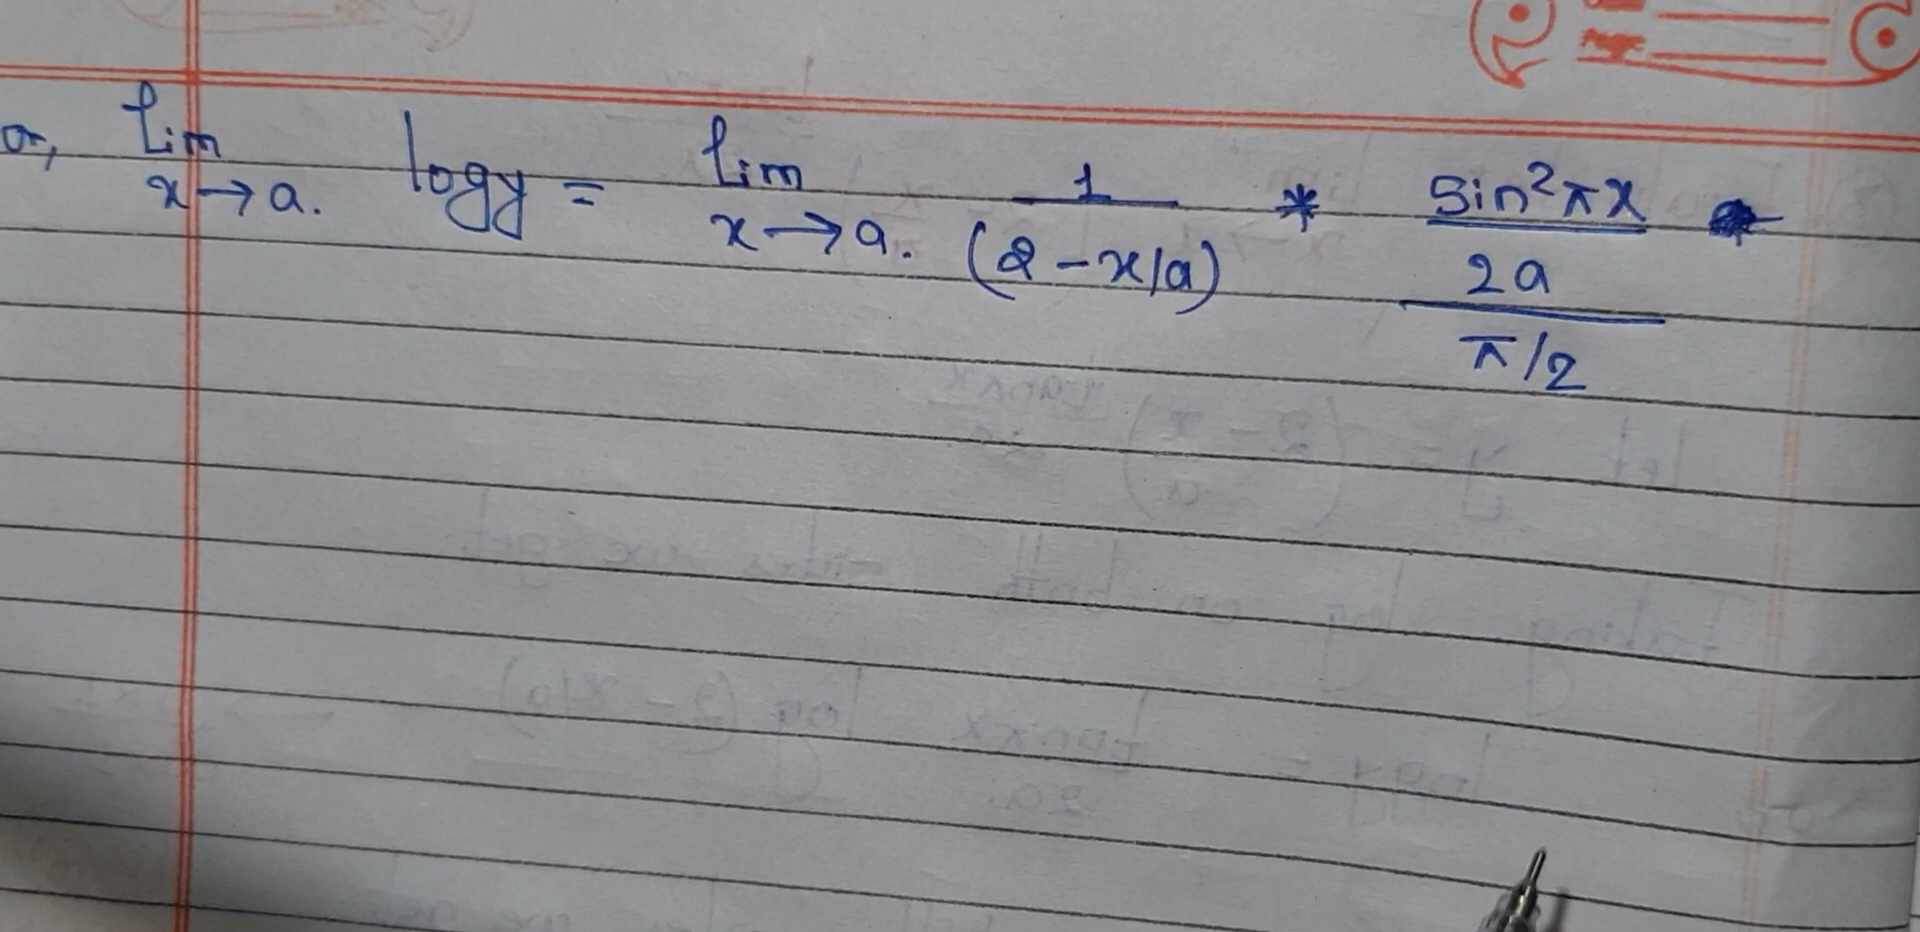 or, Lim x→a. logy = lim x→a. 1/(2-x/a) * sin²πx/2a / π/2